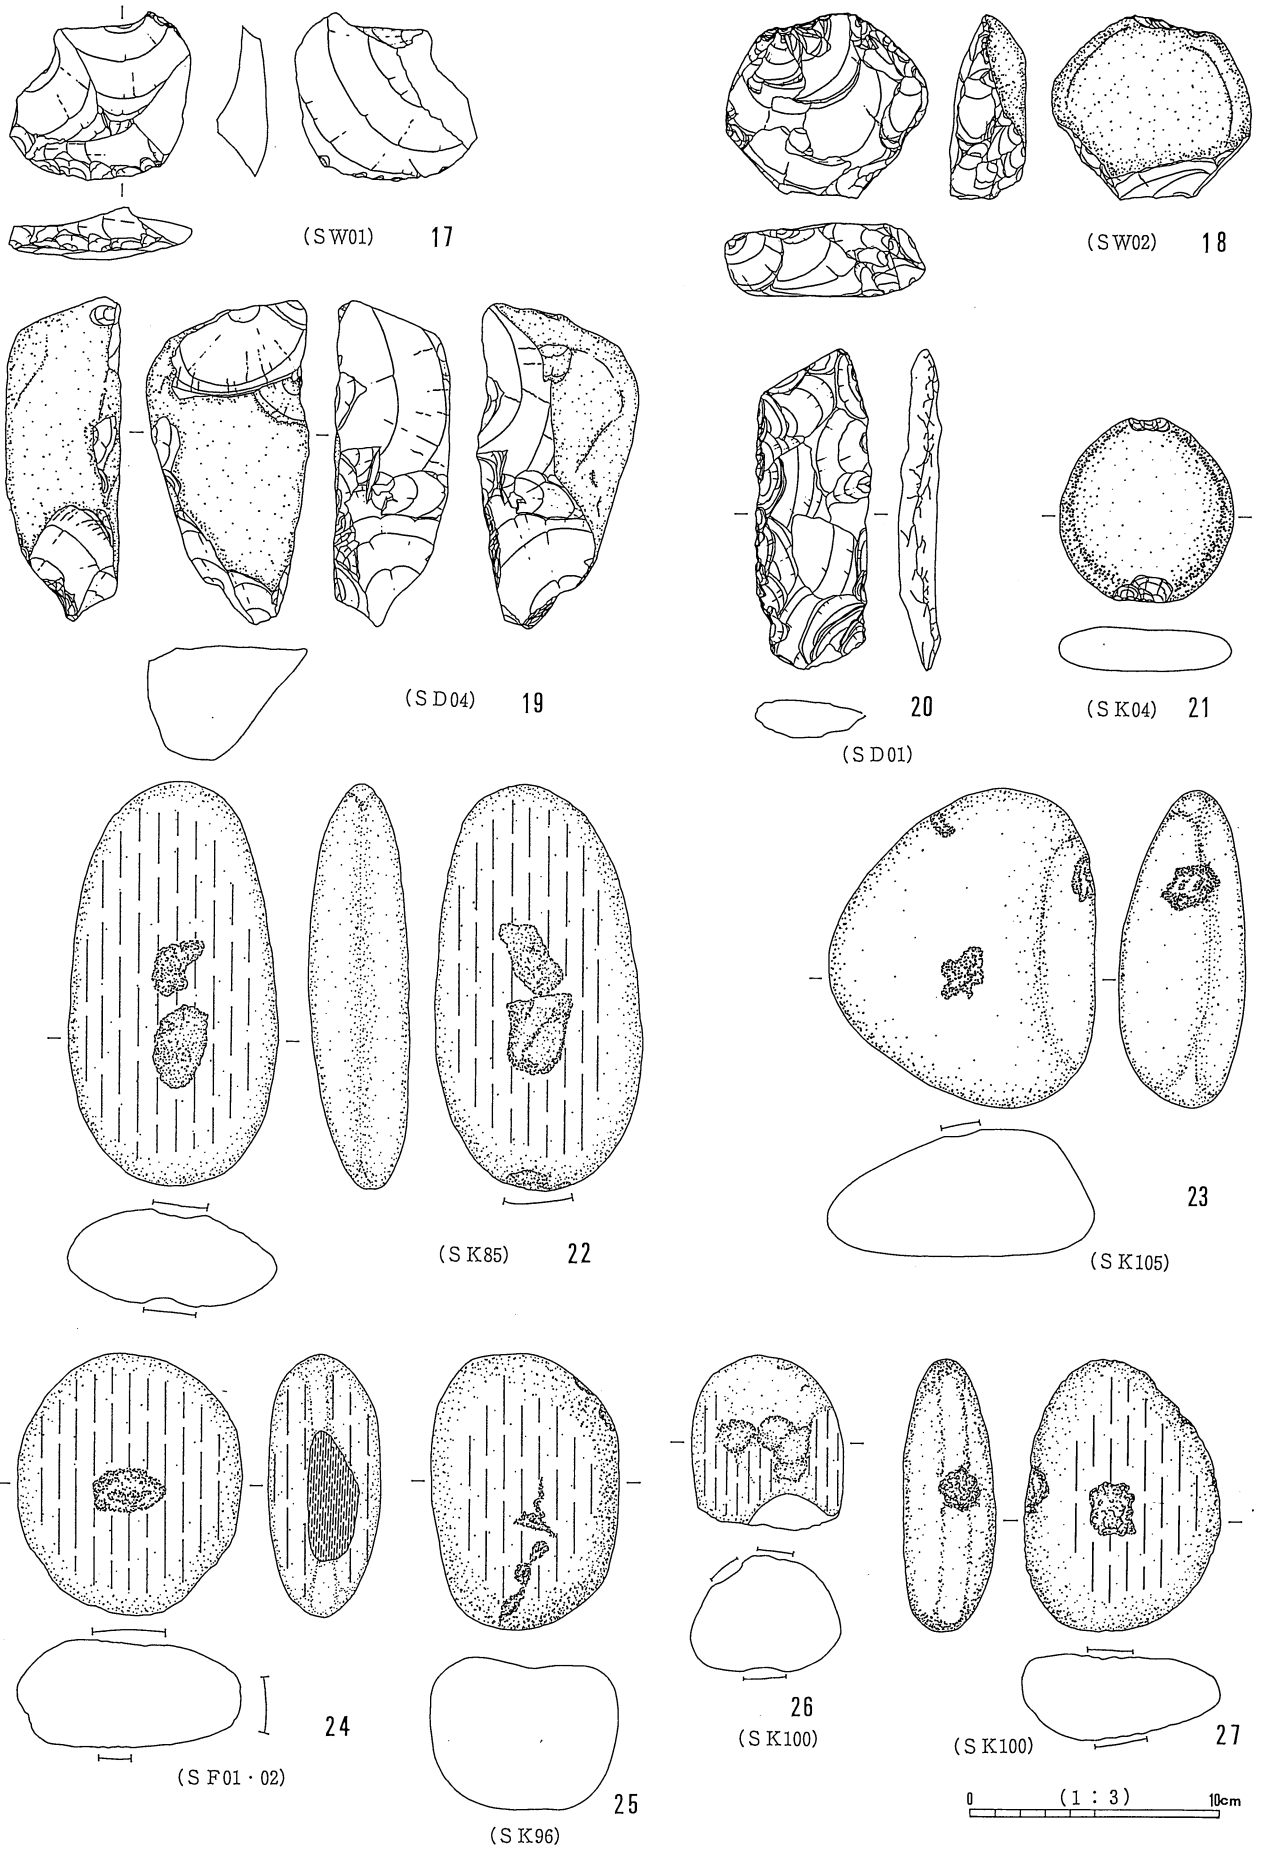 (SW01) 17
(SW02) 18
(SD04) 19
20
(SD01)
(SK04) 21
(SK85) 22
23
(SK105)
24
(SF01・02)
25
(SK96)
26
(SK100)
(SK100) 27
0 (1:3) 10cm